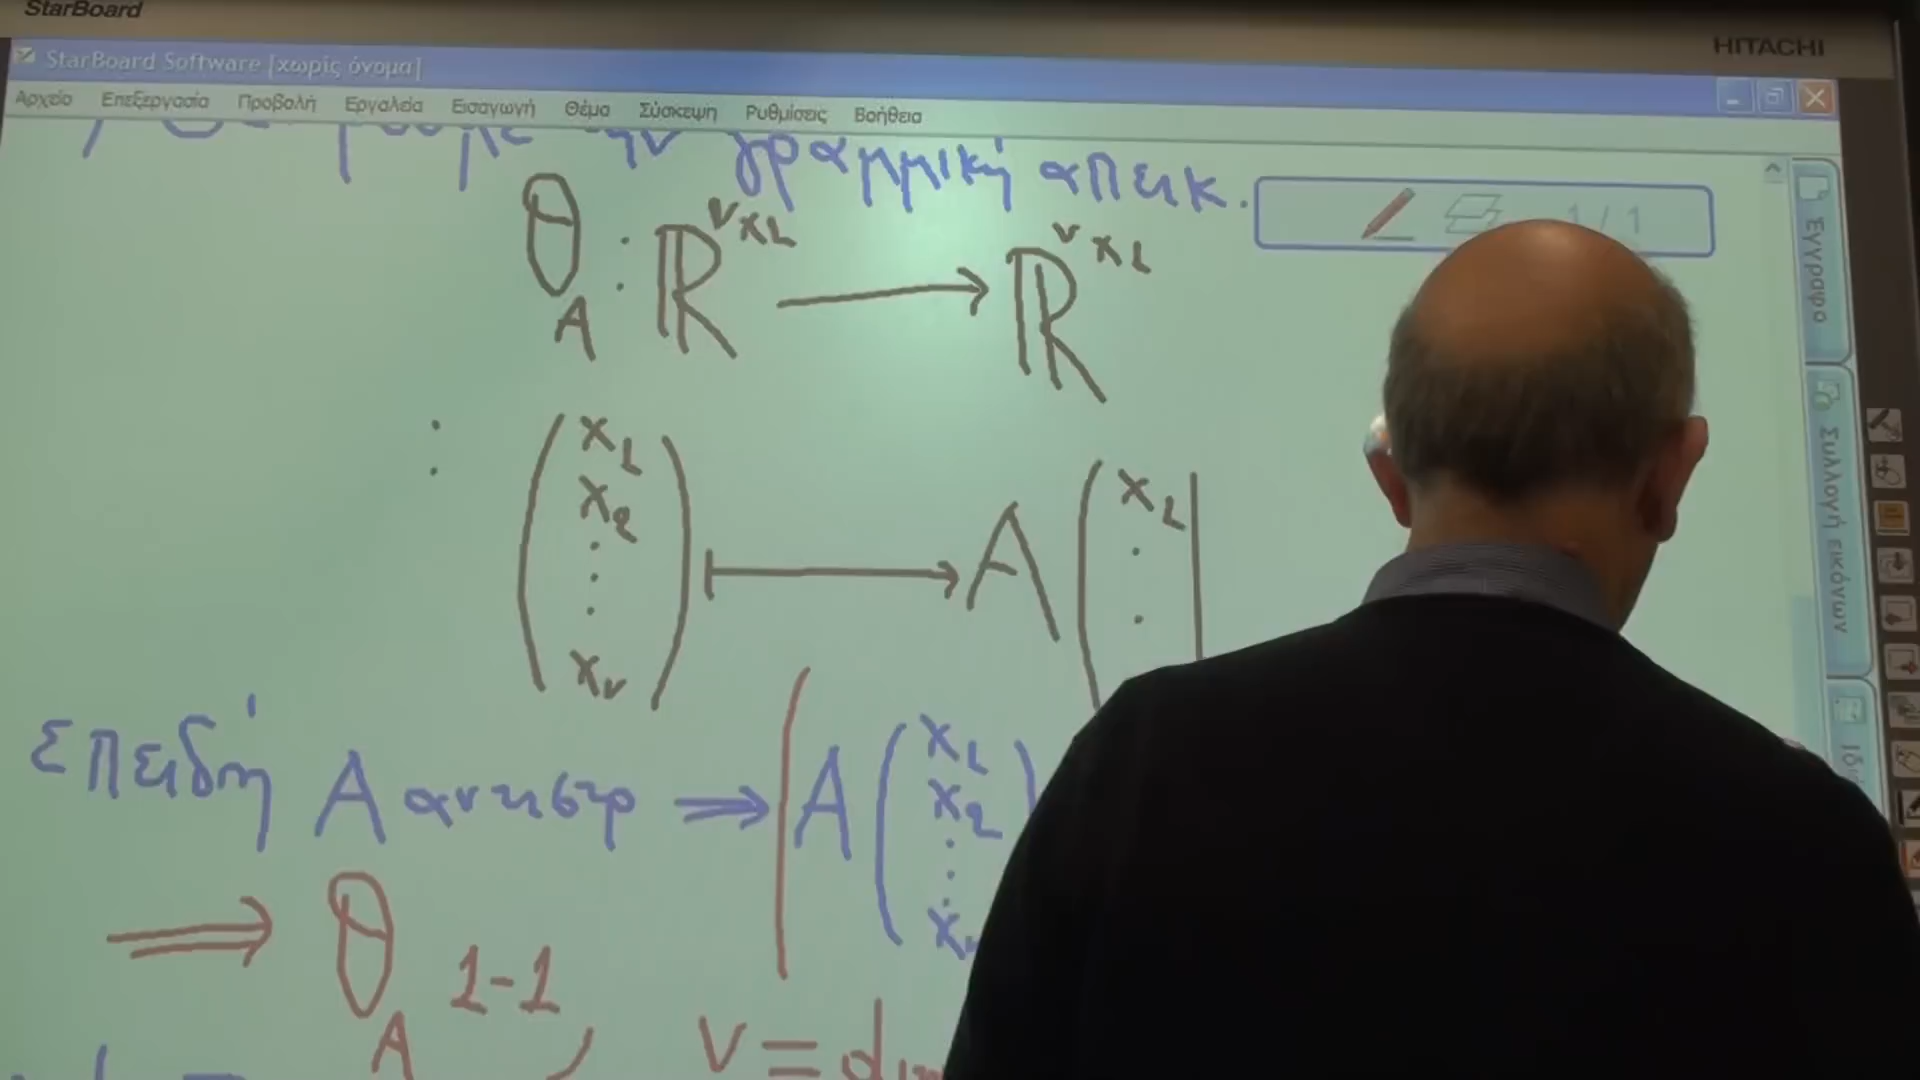 StarBoard
HITACHI
StarBoard Software [χωρίς όνομα]
Αρχείο Επεξεργασία Προβολή Εργαλεία Εισαγωγή Θέμα Σύσκεψη Ρυθμίσεις Βοήθεια
γραμμική απεικ.
1 / 1
Θ_A : ℝ^{ν×1} ⟶ ℝ^{ν×1}
: ( x_1 x_2 ⋮ x_ν ) ⟼ A ( x_1 ⋮
Επειδή A αντιστρ ⇒ A ( x_1 x_2 ⋮
⇒ Θ_A 1-1
ν = dim
Έγγραφο
Συλλογή εικόνων